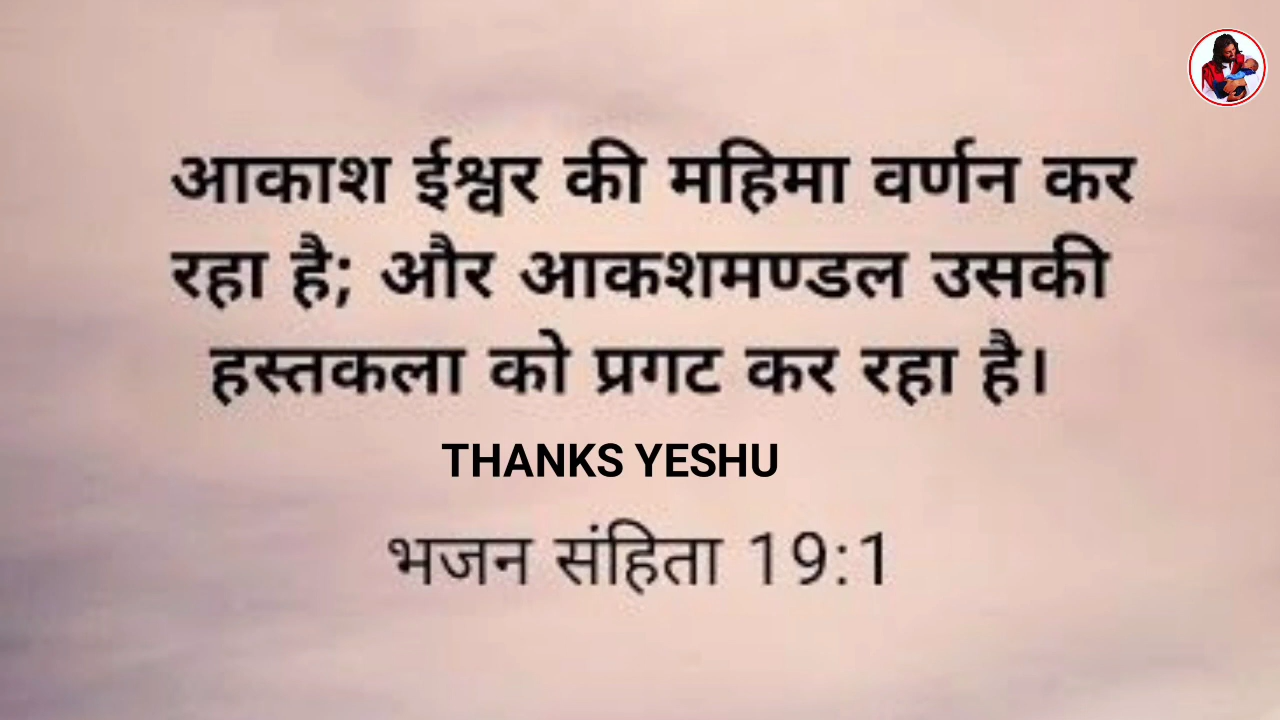 आकाश ईश्वर की महिमा वर्णन कर
रहा है; और आकशमण्डल उसकी
हस्तकला को प्रगट कर रहा है।
THANKS YESHU
भजन संहिता 19:1